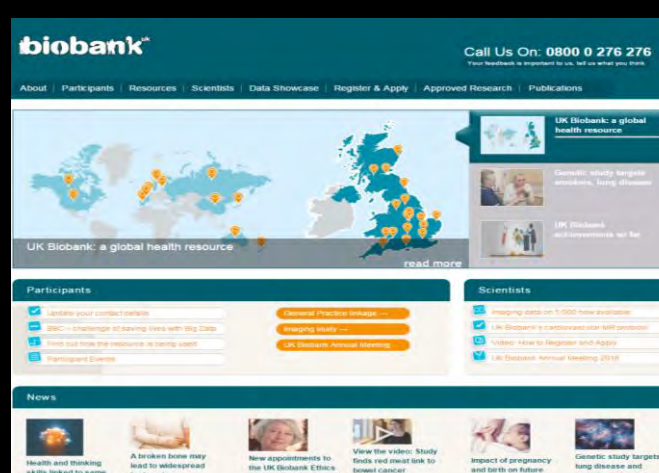 biobank uk
Call Us On: 0800 0 276 276
Your feedback is important to us, tell us what you think
About | Participants | Resources | Scientists | Data Showcase | Register & Apply | Approved Research | Publications
UK Biobank: a global health resource
read more
UK Biobank: a global
health resource
Genetic study targets
smokers, lung disease
UK Biobank
achievements so far
Participants
Update your contact details
BBC – challenge of saving lives with Big Data
Find out how the resource is being used
Participant Events
General Practice linkage →
Imaging study →
UK Biobank Annual Meeting
Scientists
Imaging data on 5,000 now available
UK Biobank's cardiovascular MR protocol
Video: How to Register and Apply
UK Biobank Annual Meeting 2016
News
Health and thinking
skills linked to same
A broken bone may
lead to widespread
New appointments to
the UK Biobank Ethics
View the video: Study
finds red meat link to
bowel cancer
Impact of pregnancy
and birth on future
Genetic study targets
lung disease and